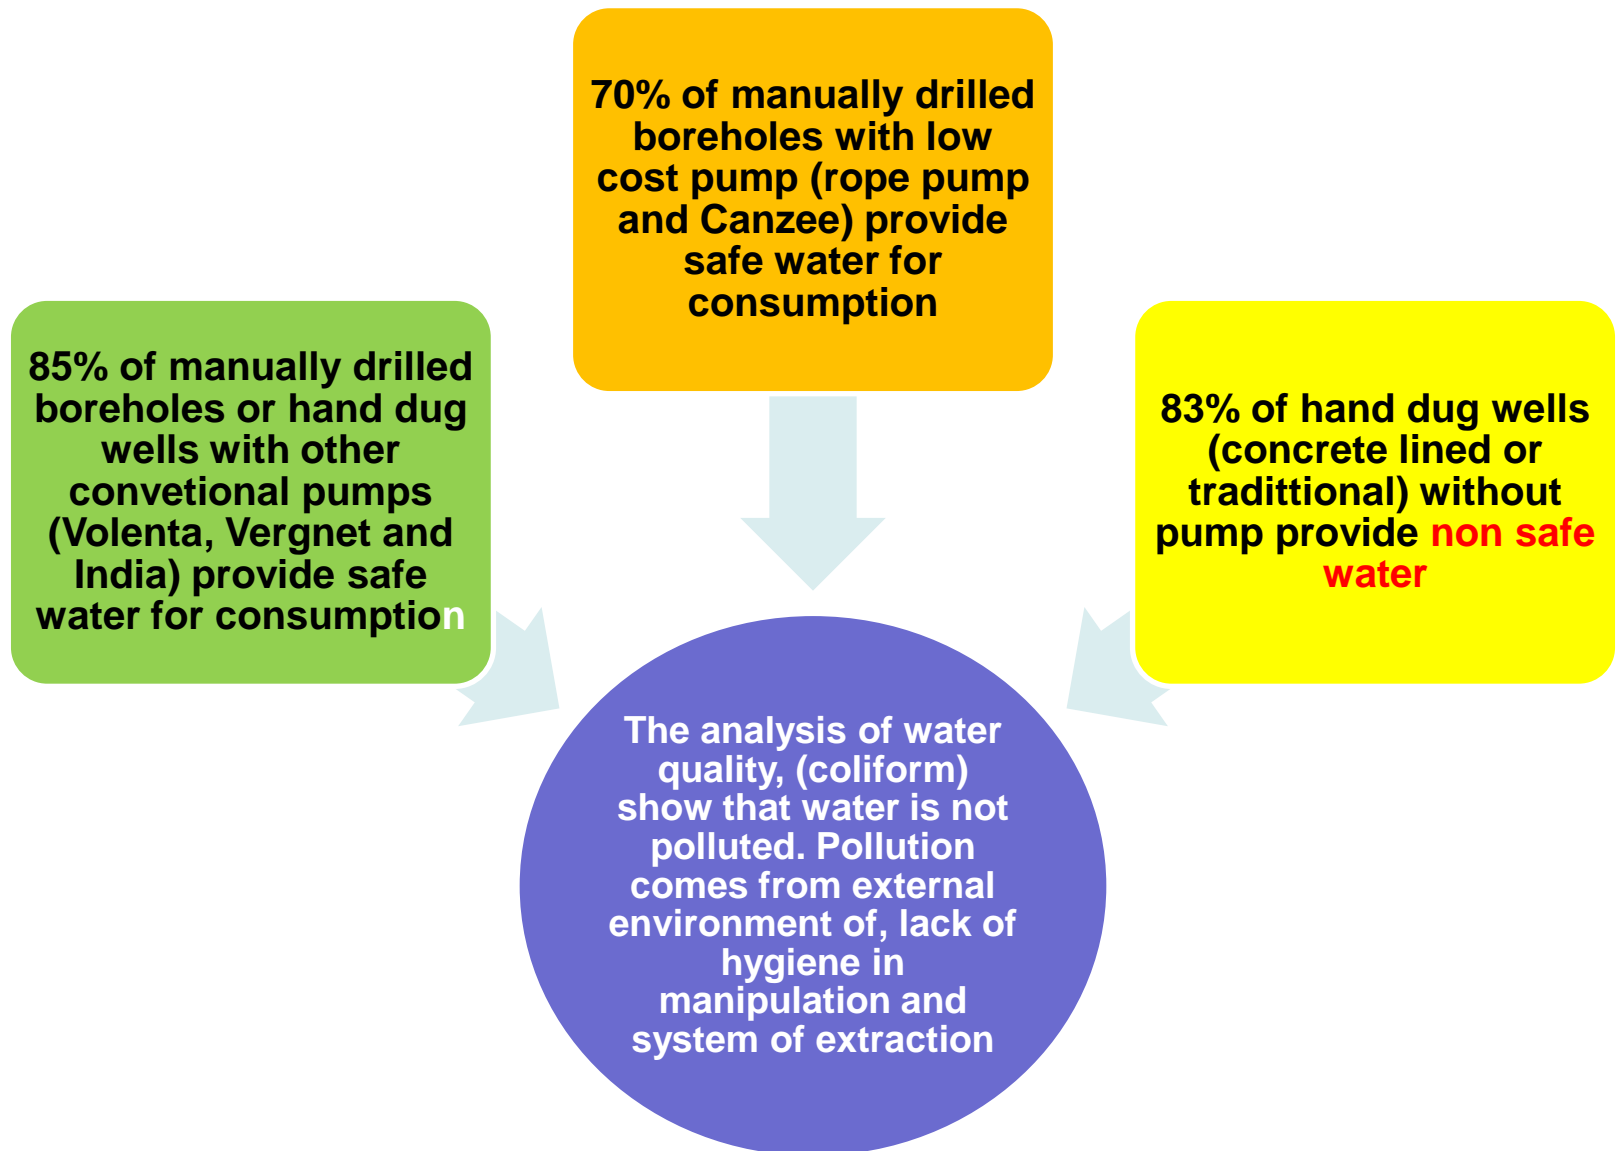 70% of manually drilled
boreholes with low
cost pump (rope pump
and Canzee) provide
safe water for
consumption
85% of manually drilled
boreholes or hand dug
wells with other
convetional pumps
(Volenta, Vergnet and
India) provide safe
water for consumption
83% of hand dug wells
(concrete lined or
tradittional) without
pump provide non safe
water
The analysis of water
quality, (coliform)
show that water is not
polluted. Pollution
comes from external
environment of, lack of
hygiene in
manipulation and
system of extraction